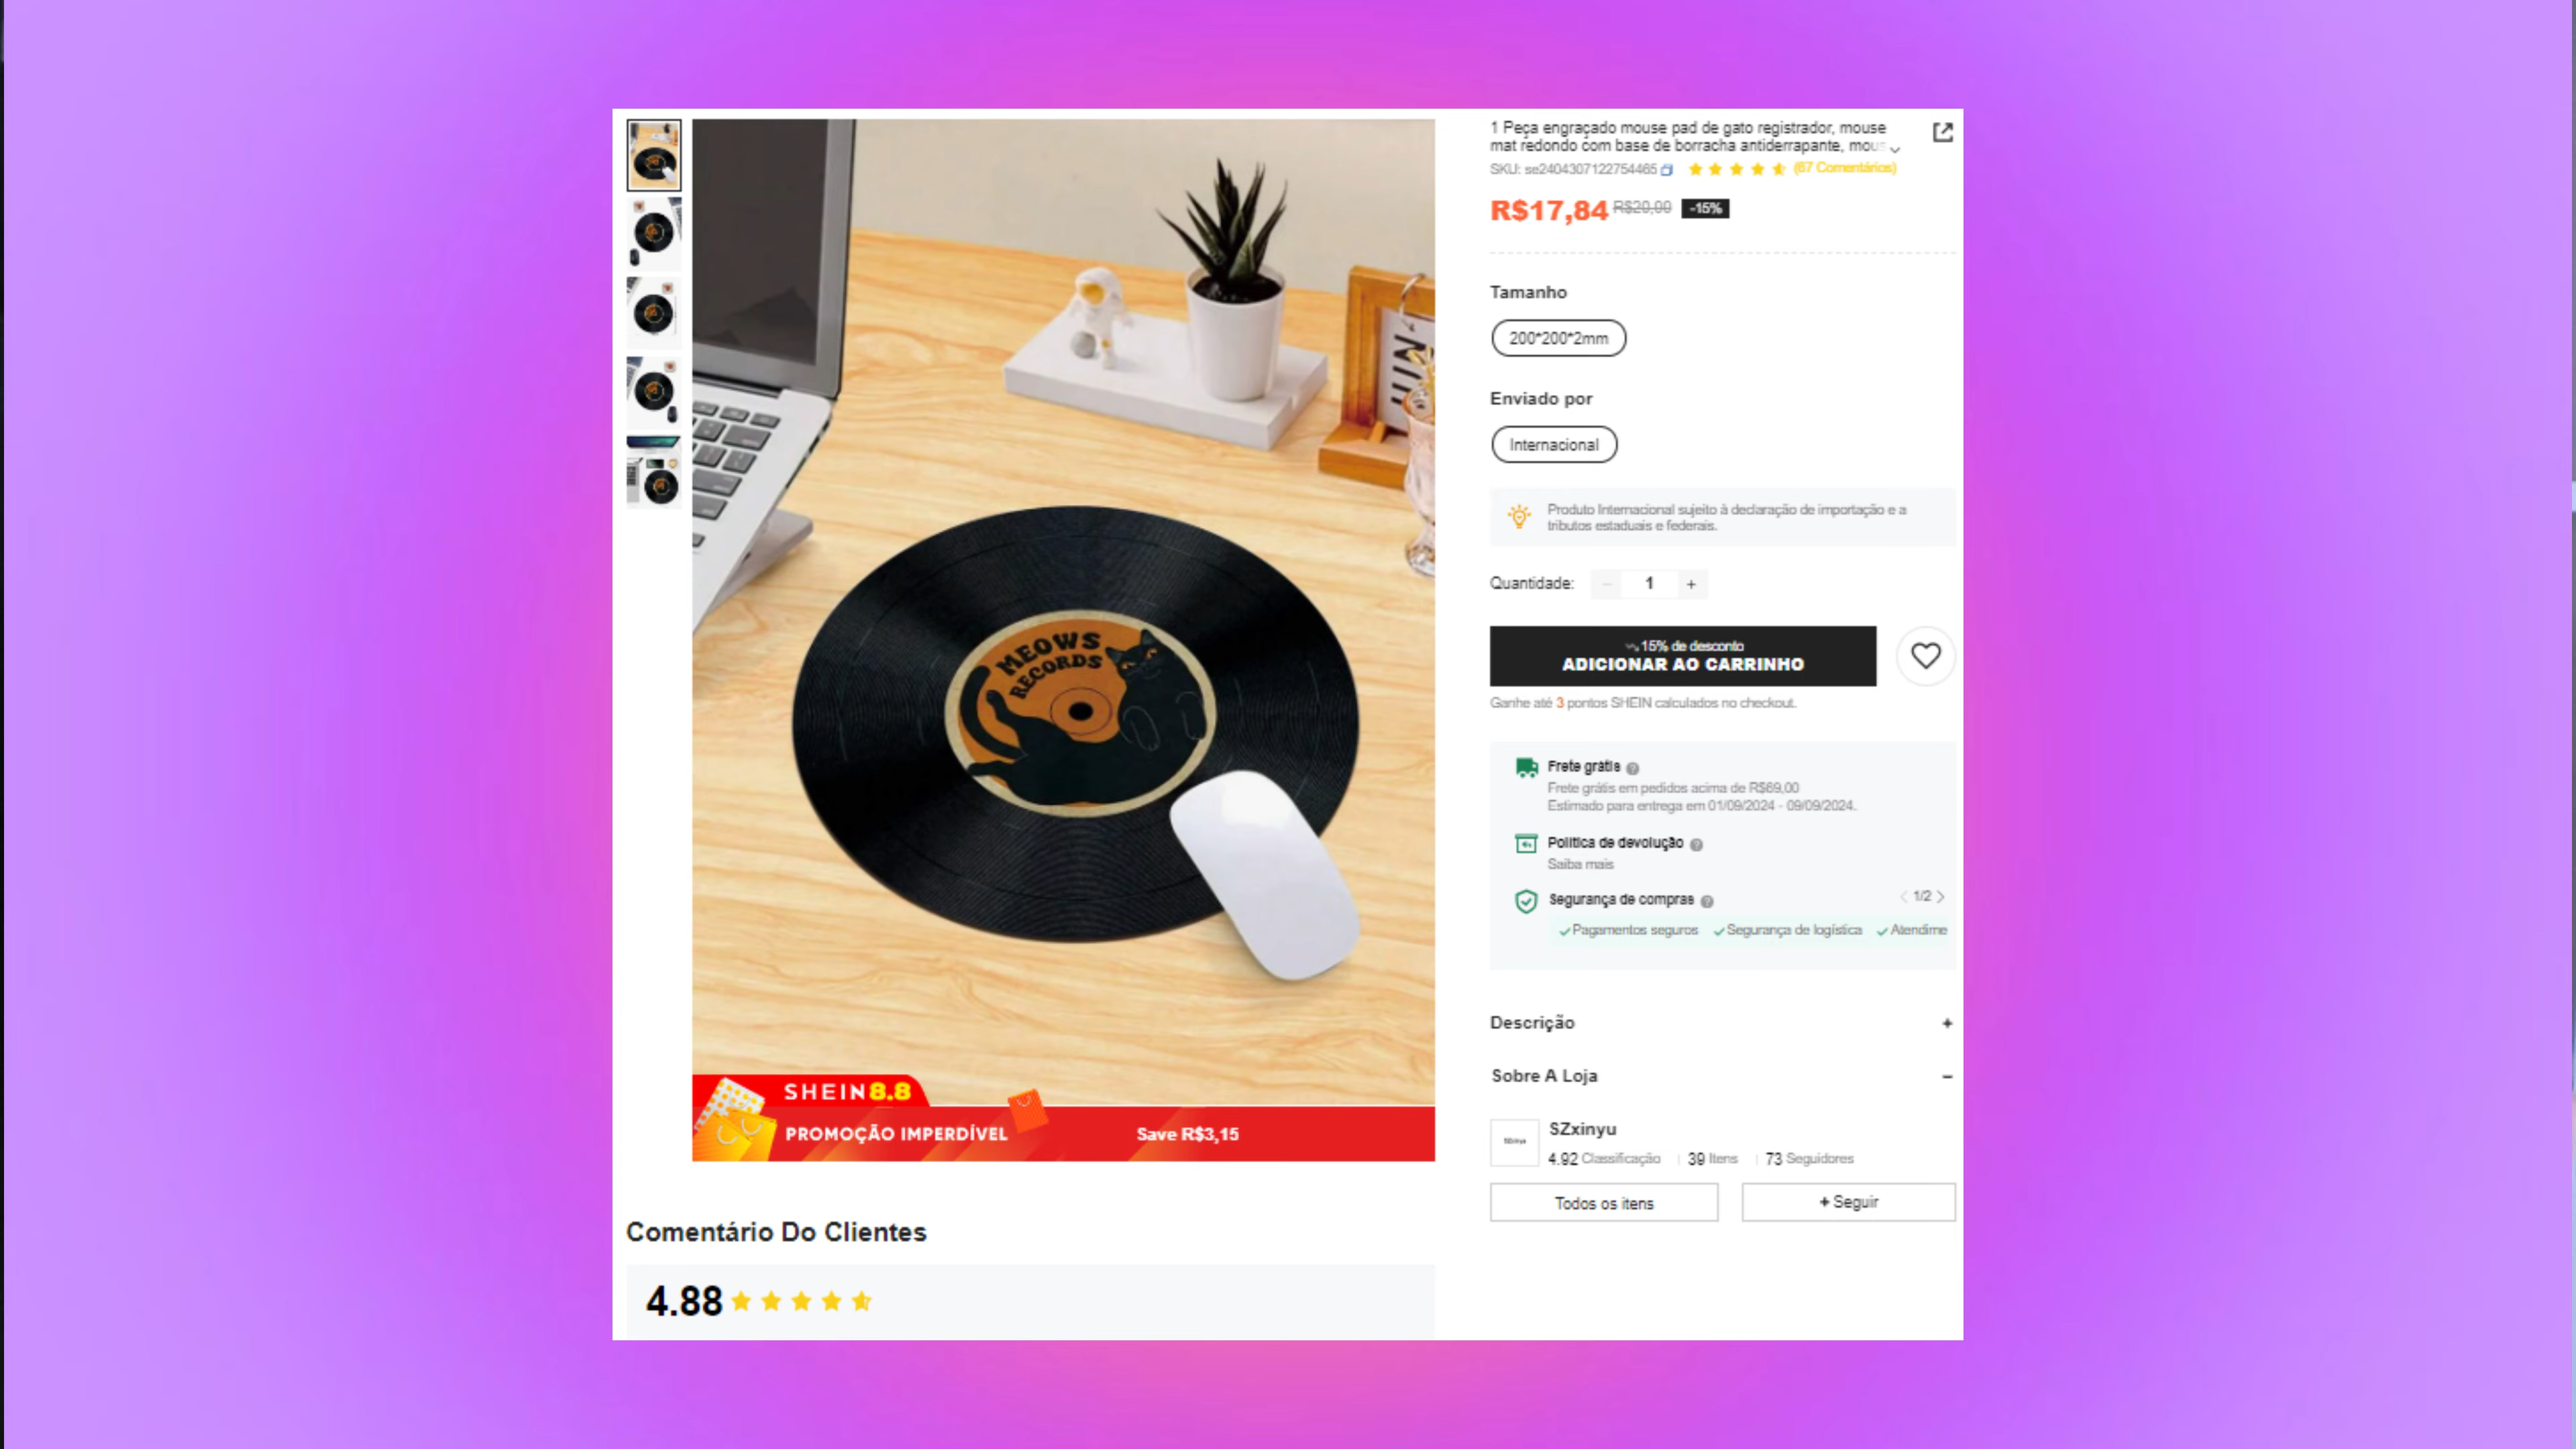 1 Peça engraçado mouse pad de gato registrador, mouse
mat redondo com base de borracha antiderrapante, mous
SKU: se2404307122754465 (67 Comentários)
R$17,84 R$20,99 -15%
Tamanho
200*200*2mm
Enviado por
Internacional
Produto Internacional sujeito à declaração de importação e a
tributos estaduais e federais.
Quantidade: − 1 +
15% de desconto
ADICIONAR AO CARRINHO
Ganhe até 3 pontos SHEIN calculados no checkout.
Frete grátis
Frete grátis em pedidos acima de R$69,00
Estimado para entrega em 01/09/2024 - 09/09/2024.
Política de devolução
Saiba mais
Segurança de compras 1/2
Pagamentos seguros Segurança de logística Atendime
Descrição +
Sobre A Loja −
SZxinyu
4.92 Classificação 39 Itens 73 Seguidores
Todos os itens + Seguir
MEOWS
RECORDS
SHEIN 8.8
PROMOÇÃO IMPERDÍVEL Save R$3,15
Comentário Do Clientes
4.88